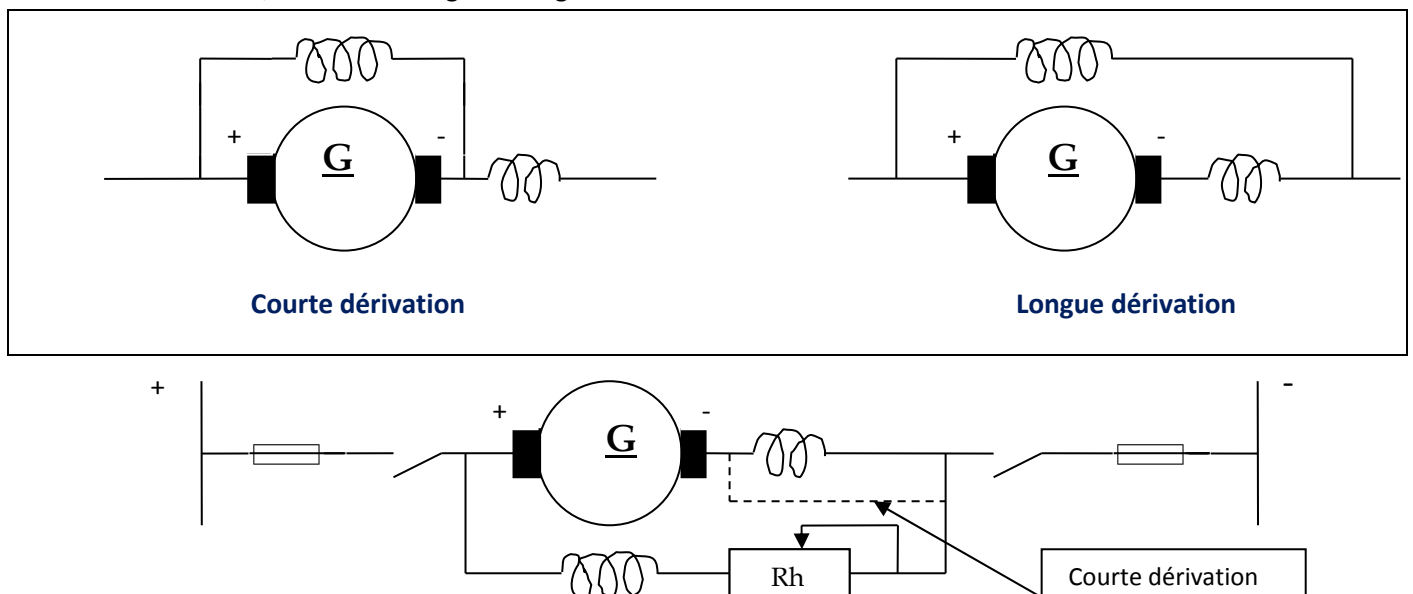 + G -
+ G -
Courte dérivation
Longue dérivation
+ -
+ G -
Rh
Courte dérivation